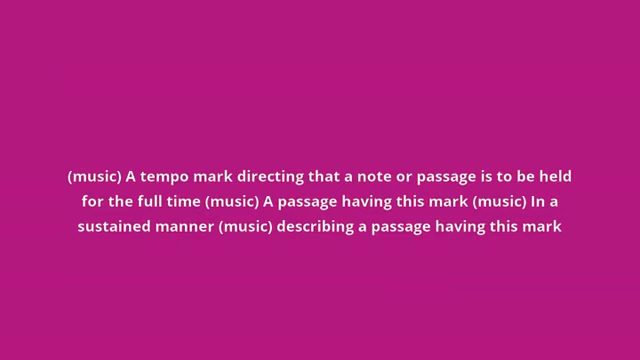 (music) A tempo mark directing that a note or passage is to be held
for the full time (music) A passage having this mark (music) In a
sustained manner (music) describing a passage having this mark